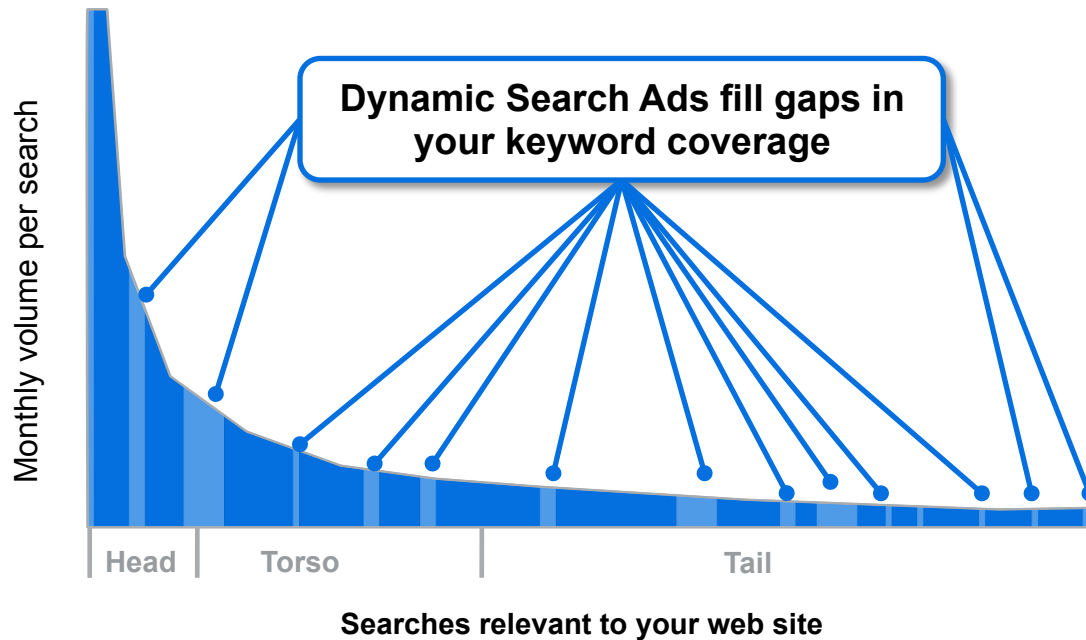 Dynamic Search Ads fill gaps in
your keyword coverage
Monthly volume per search
Head
Torso
Tail
Searches relevant to your web site